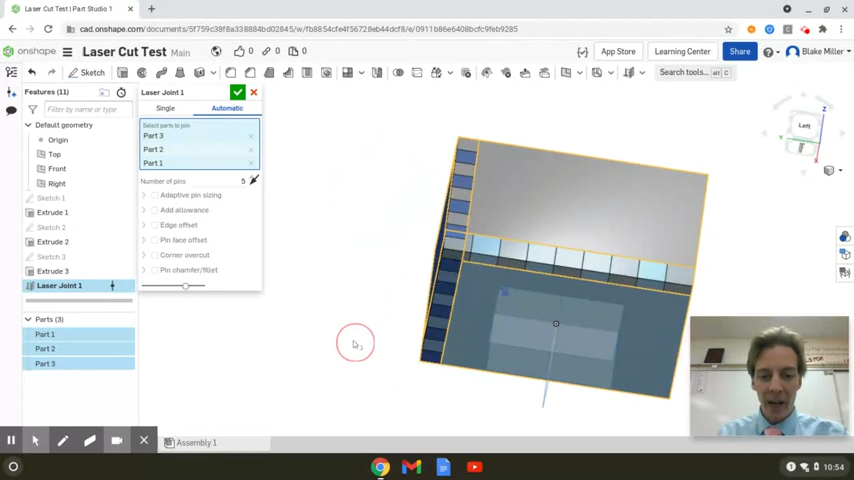 Laser Cut Test | Part Studio 1
cad.onshape.com/documents/5f759c38f8a338884bd02845/w/fb8854cfe4f56728eb44dcf8/e/0911b86e6408bcfc9feb9825
onshape
Laser Cut Test Main
0
0
0
App Store
Learning Center
Share
Blake Miller
Sketch
Search tools...
Features (11)
Filter by name or type
Default geometry
Origin
Top
Front
Right
Sketch 1
Extrude 1
Sketch 2
Extrude 2
Sketch 3
Extrude 3
Laser Joint 1
Parts (3)
Part 1
Part 2
Part 3
Laser Joint 1
Single
Automatic
Select parts to pin
Part 3
Part 2
Part 1
Number of pins
5
Adaptive pin sizing
Add allowance
Edge offset
Pin face offset
Corner overcut
Pin chamfer/fillet
Left
Z
Y
X
Assembly 1
10:54